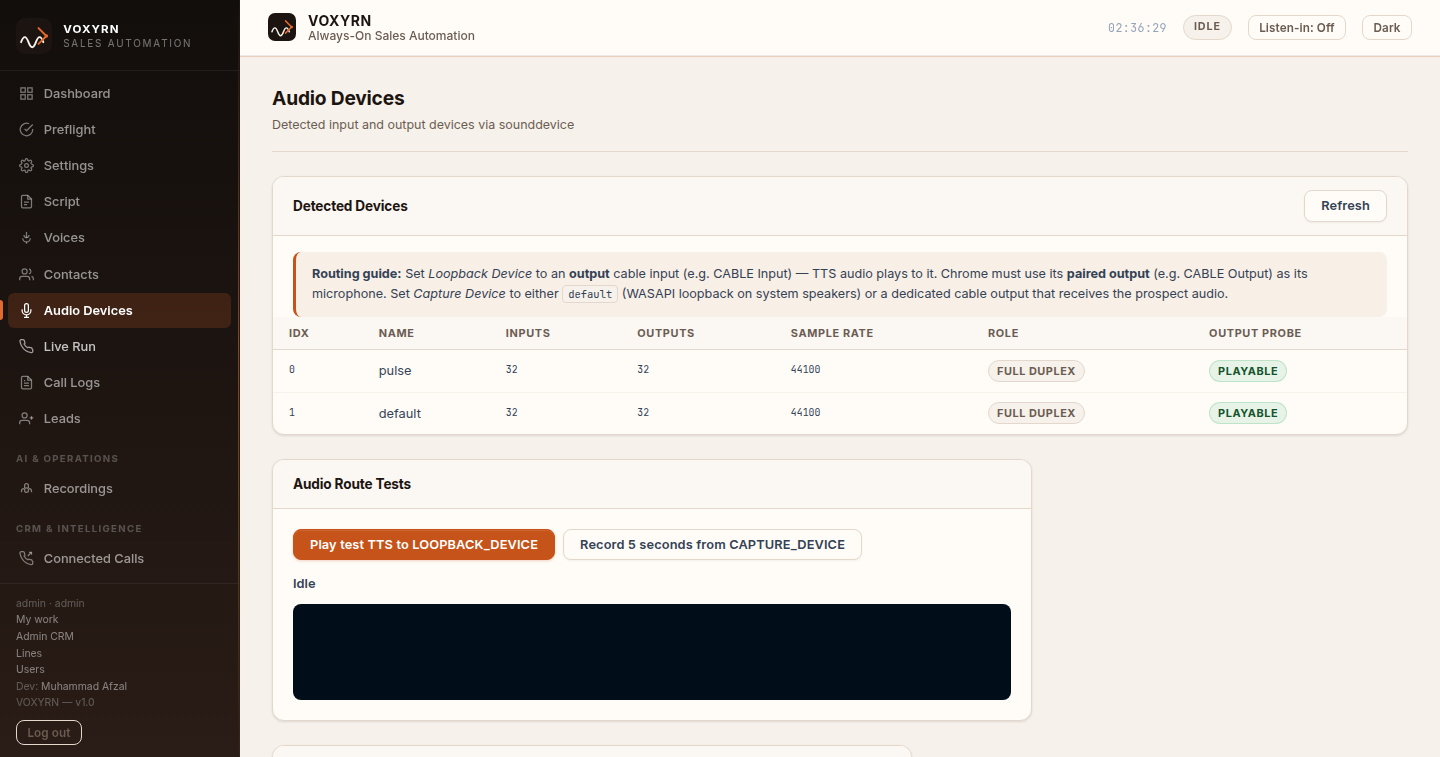 VOXYRN
SALES AUTOMATION
Dashboard
Preflight
Settings
Script
Voices
Contacts
Audio Devices
Live Run
Call Logs
Leads
AI & OPERATIONS
Recordings
CRM & INTELLIGENCE
Connected Calls
admin · admin
My work
Admin CRM
Lines
Users
Dev: Muhammad Afzal
VOXYRN — v1.0
Log out
VOXYRN
Always-On Sales Automation
02:36:29
IDLE
Listen-in: Off
Dark
Audio Devices
Detected input and output devices via sounddevice
Detected Devices
Refresh
Routing guide: Set Loopback Device to an output cable input (e.g. CABLE Input) — TTS audio plays to it. Chrome must use its paired output (e.g. CABLE Output) as its
microphone. Set Capture Device to either default (WASAPI loopback on system speakers) or a dedicated cable output that receives the prospect audio.
IDX NAME INPUTS OUTPUTS SAMPLE RATE ROLE OUTPUT PROBE
0 pulse 32 32 44100 FULL DUPLEX PLAYABLE
1 default 32 32 44100 FULL DUPLEX PLAYABLE
Audio Route Tests
Play test TTS to LOOPBACK_DEVICE
Record 5 seconds from CAPTURE_DEVICE
Idle